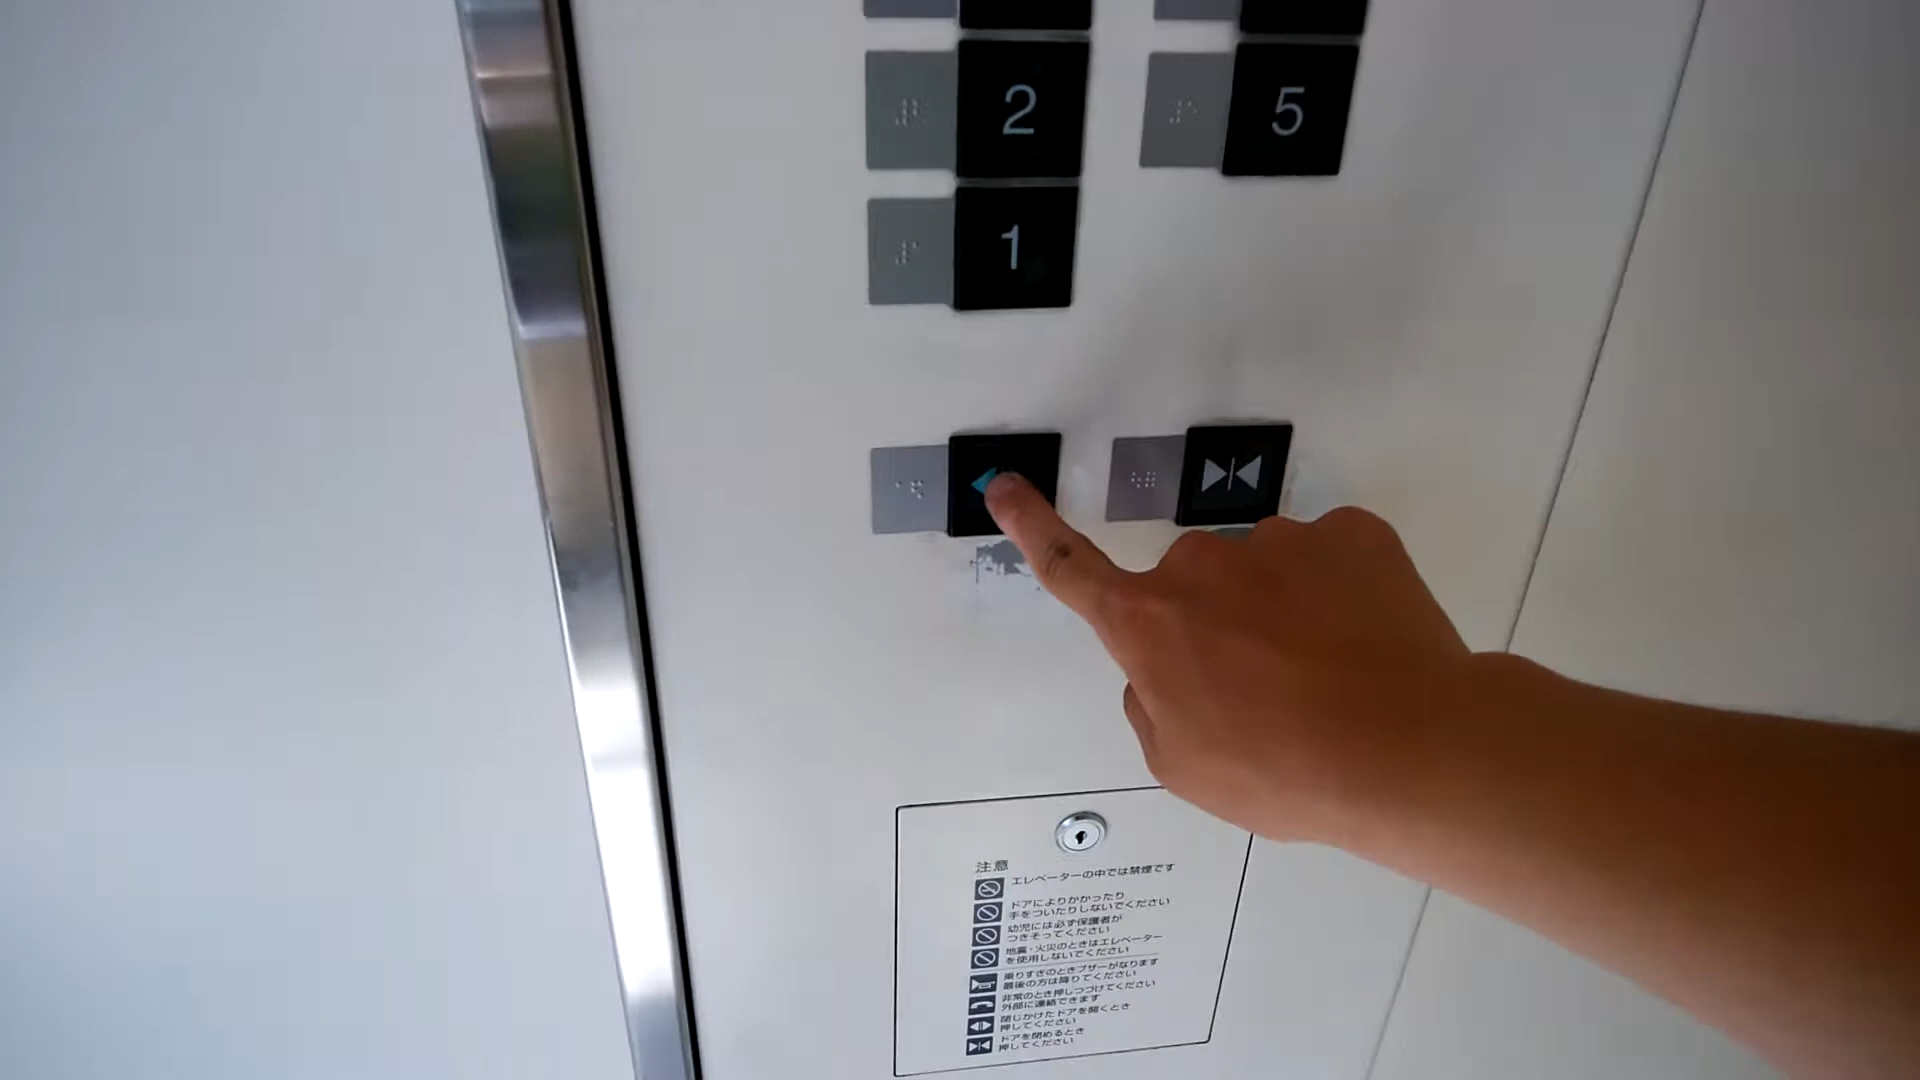 2
5
1
注意
エレベーターの中では禁煙です
ドアによりかかったり
手をついたりしないでください
幼児には必ず保護者が
つきそってください
地震・火災のときはエレベーター
を使用しないでください
乗りすぎのときブザーがなります
最後の方は降りてください
非常のとき押しつづけてください
外部に連絡できます
閉じかけたドアを開くとき
押してください
ドアを閉めるとき
押してください